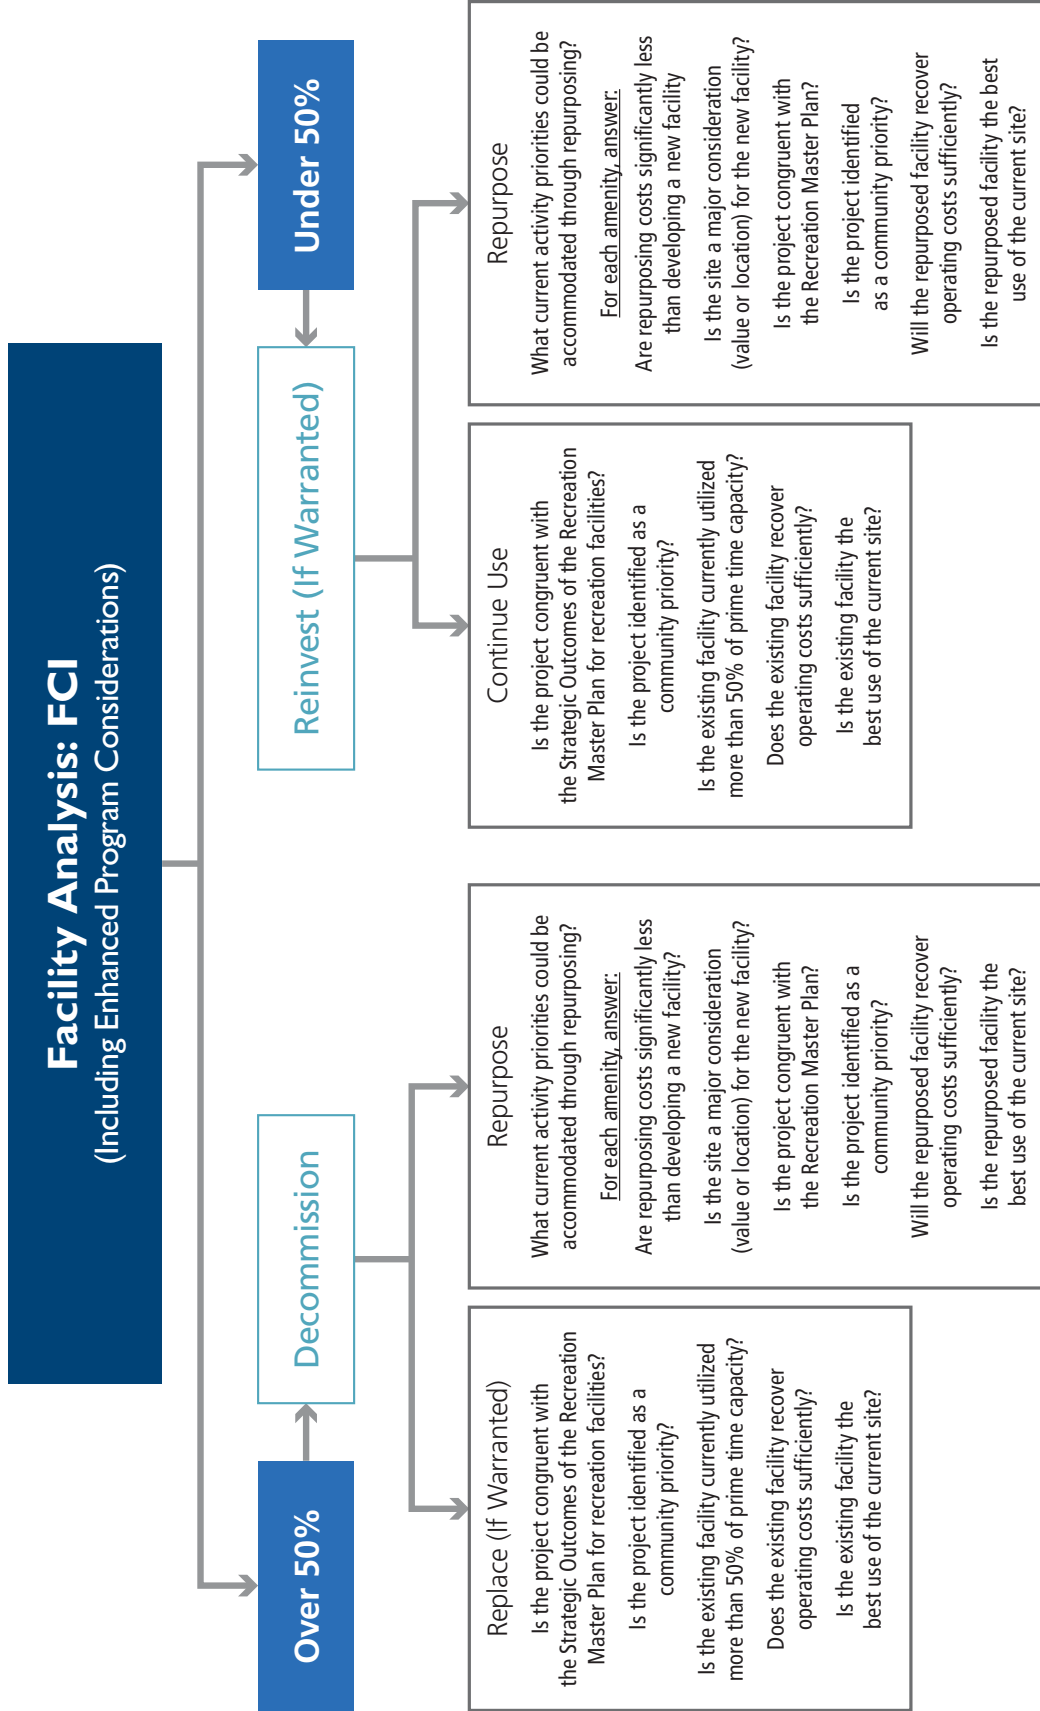 Facility Analysis: FCI
(Including Enhanced Program Considerations)
Over 50%
Decommission
Reinvest (If Warranted)
Under 50%
Replace (If Warranted)
Is the project congruent with
the Strategic Outcomes of the Recreation
Master Plan for recreation facilities?
Is the project identified as a
community priority?
Is the existing facility currently utilized
more than 50% of prime time capacity?
Does the existing facility recover
operating costs sufficiently?
Is the existing facility the
best use of the current site?
Repurpose
What current activity priorities could be
accommodated through repurposing?
For each amenity, answer:
Are repurposing costs significantly less
than developing a new facility?
Is the site a major consideration
(value or location) for the new facility?
Is the project congruent with
the Recreation Master Plan?
Is the project identified as a
community priority?
Will the repurposed facility recover
operating costs sufficiently?
Is the repurposed facility the
best use of the current site?
Continue Use
Is the project congruent with
the Strategic Outcomes of the Recreation
Master Plan for recreation facilities?
Is the project identified as a
community priority?
Is the existing facility currently utilized
more than 50% of prime time capacity?
Does the existing facility recover
operating costs sufficiently?
Is the existing facility the
best use of the current site?
Repurpose
What current activity priorities could be
accommodated through repurposing?
For each amenity, answer:
Are repurposing costs significantly less
than developing a new facility
Is the site a major consideration
(value or location) for the new facility?
Is the project congruent with
the Recreation Master Plan?
Is the project identified
as a community priority?
Will the repurposed facility recover
operating costs sufficiently?
Is the repurposed facility the best
use of the current site?